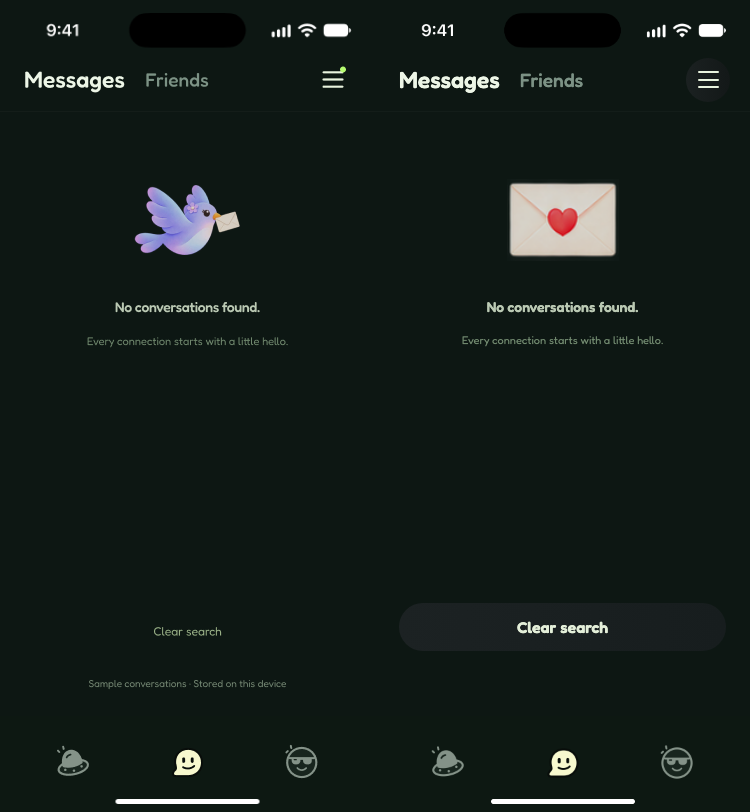 9:41
Messages Friends
No conversations found.
Every connection starts with a little hello.
Clear search
Sample conversations · Stored on this device
9:41
Messages Friends
No conversations found.
Every connection starts with a little hello.
Clear search